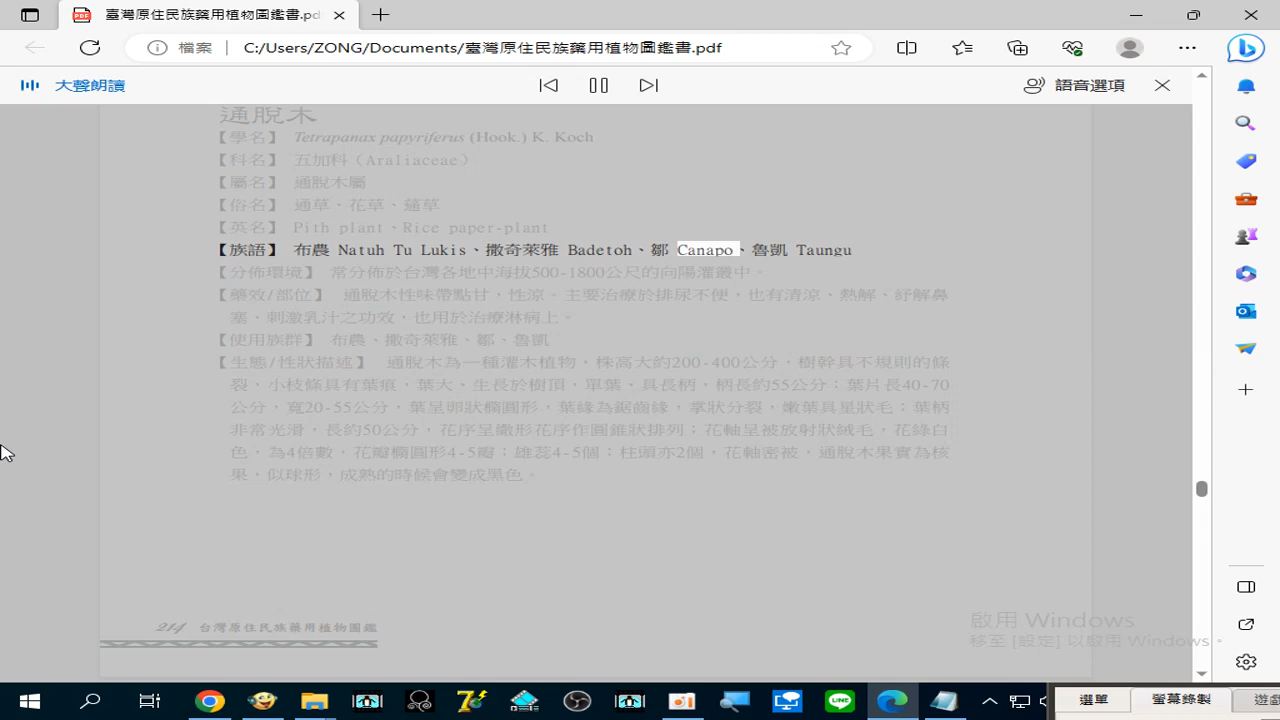 臺灣原住民族藥用植物圖鑑書.pd
檔案 C:/Users/ZONG/Documents/臺灣原住民族藥用植物圖鑑書.pdf
大聲朗讀 語音選項
通脫木
【學名】 Tetrapanax papyriferus (Hook.) K. Koch
【科名】 五加科（Araliaceae）
【屬名】 通脫木屬
【俗名】 通草、花草、蓪草
【英名】 Pith plant、Rice paper-plant
【族語】 布農 Natuh Tu Lukis、撒奇萊雅 Badetoh、鄒 Canapo、魯凱 Taungu
【分佈環境】 常分佈於台灣各地中海拔500-1800公尺的向陽灌叢中。
【藥效/部位】 通脫木性味帶點甘，性涼。主要治療於排尿不便，也有清涼、熱解、紓解鼻
塞，刺激乳汁之功效，也用於治療淋病上。
【使用族群】 布農、撒奇萊雅、鄒、魯凱
【生態/性狀描述】 通脫木為一種灌木植物，株高大約200-400公分，樹幹具不規則的條
裂，小枝條具有葉痕，葉大、生長於樹頂，單葉，具長柄，柄長約55公分；葉片長40-70
公分，寬20-55公分，葉呈卵狀橢圓形，葉緣為鋸齒緣，掌狀分裂，嫩葉具星狀毛；葉柄
非常光滑，長約50公分，花序呈繖形花序作圓錐狀排列；花軸呈被放射狀絨毛，花綠白
色，為4倍數，花瓣橢圓形4-5瓣；雄蕊4-5個；柱頭亦2個，花軸密被，通脫木果實為核
果，似球形，成熟的時候會變成黑色。
214 台灣原住民族藥用植物圖鑑
啟用 Windows
移至 [設定] 以啟用 Windows。
LINE
選單 螢幕錄製